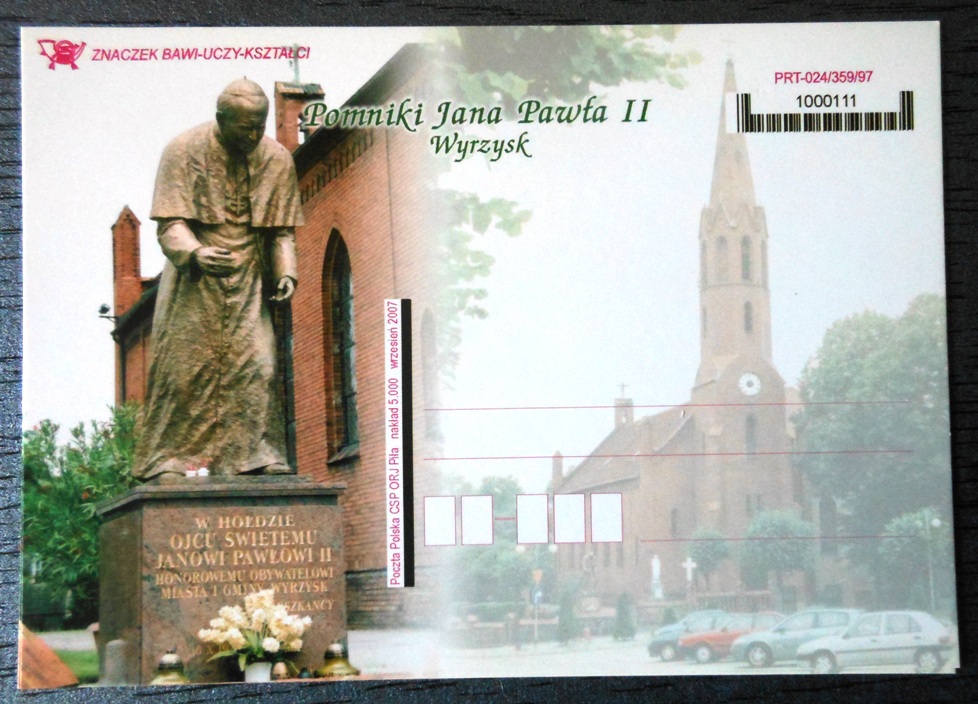 ZNACZEK BAWI-UCZY-KSZTAŁCI
Pomniki Jana Pawła II
Wyrzysk
PRT-024/359/97
1000111
Poczta Polska CSP ORJ Piła nakład 5.000 wrzesień 2007
W HOŁDZIE
OJCU ŚWIĘTEMU
JANOWI PAWŁOWI II
HONOROWEMU OBYWATELOWI
MIASTA I GMINY WYRZYSK